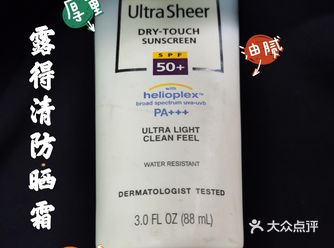 厚重
油腻
露得清防晒霜
Ultra Sheer
DRY-TOUCH
SUNSCREEN
SPF
50+
with
helioplex™
broad spectrum uva-uvb
PA+++
ULTRA LIGHT
CLEAN FEEL
WATER RESISTANT
DERMATOLOGIST TESTED
3.0 FL OZ (88 mL)
大众点评